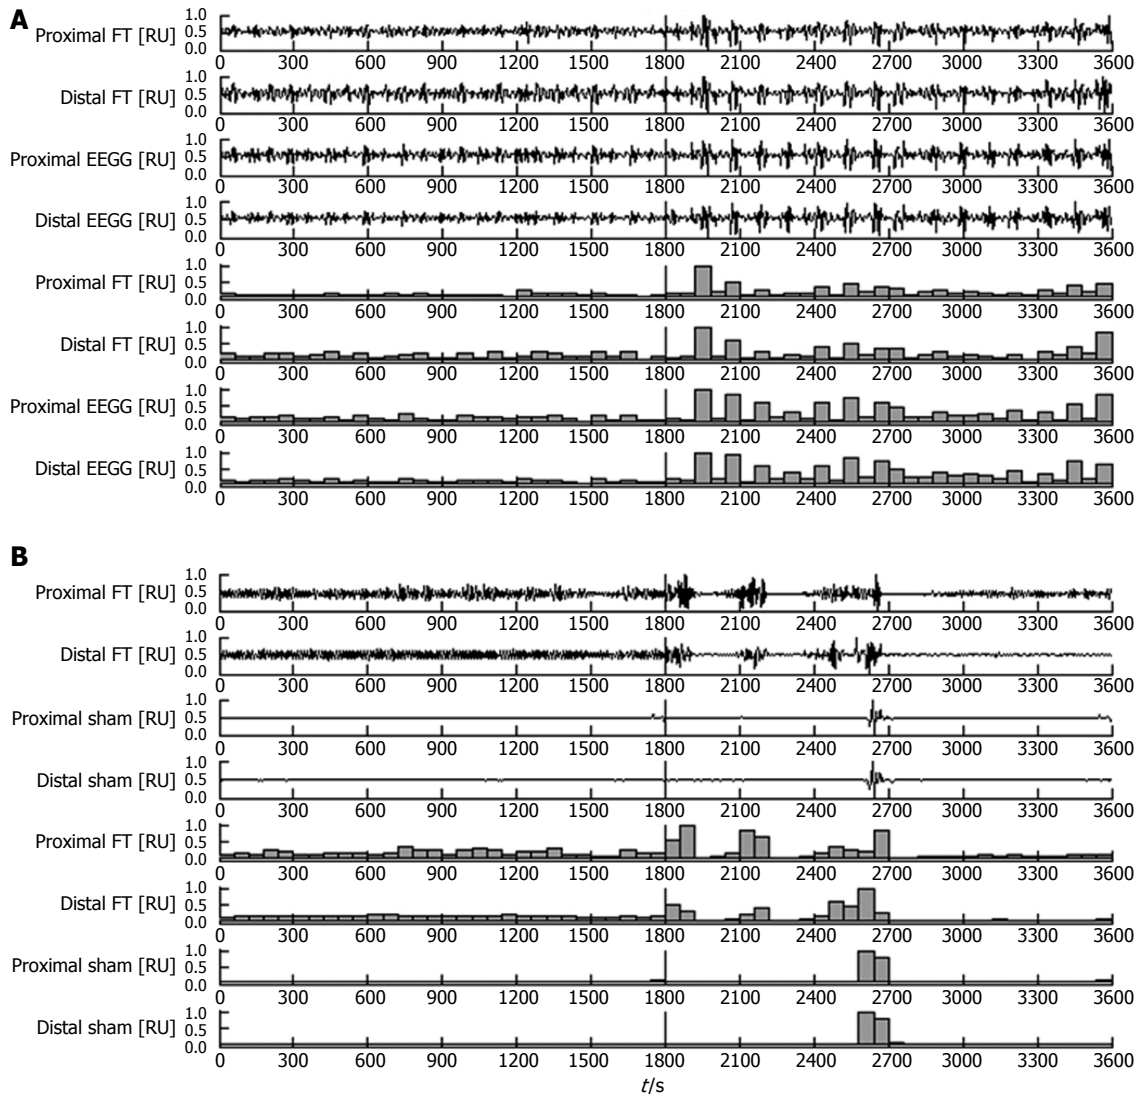 A
Proximal FT [RU] 1.0 0.5 0.0
0 300 600 900 1200 1500 1800 2100 2400 2700 3000 3300 3600
Distal FT [RU] 1.0 0.5 0.0
0 300 600 900 1200 1500 1800 2100 2400 2700 3000 3300 3600
Proximal EEGG [RU] 1.0 0.5 0.0
0 300 600 900 1200 1500 1800 2100 2400 2700 3000 3300 3600
Distal EEGG [RU] 1.0 0.5 0.0
0 300 600 900 1200 1500 1800 2100 2400 2700 3000 3300 3600
Proximal FT [RU] 1.0 0.5 0.0
0 300 600 900 1200 1500 1800 2100 2400 2700 3000 3300 3600
Distal FT [RU] 1.0 0.5 0.0
0 300 600 900 1200 1500 1800 2100 2400 2700 3000 3300 3600
Proximal EEGG [RU] 1.0 0.5 0.0
0 300 600 900 1200 1500 1800 2100 2400 2700 3000 3300 3600
Distal EEGG [RU] 1.0 0.5 0.0
0 300 600 900 1200 1500 1800 2100 2400 2700 3000 3300 3600
B
Proximal FT [RU] 1.0 0.5 0.0
0 300 600 900 1200 1500 1800 2100 2400 2700 3000 3300 3600
Distal FT [RU] 1.0 0.5 0.0
0 300 600 900 1200 1500 1800 2100 2400 2700 3000 3300 3600
Proximal sham [RU] 1.0 0.5 0.0
0 300 600 900 1200 1500 1800 2100 2400 2700 3000 3300 3600
Distal sham [RU] 1.0 0.5 0.0
0 300 600 900 1200 1500 1800 2100 2400 2700 3000 3300 3600
Proximal FT [RU] 1.0 0.5 0.0
0 300 600 900 1200 1500 1800 2100 2400 2700 3000 3300 3600
Distal FT [RU] 1.0 0.5 0.0
0 300 600 900 1200 1500 1800 2100 2400 2700 3000 3300 3600
Proximal sham [RU] 1.0 0.5 0.0
0 300 600 900 1200 1500 1800 2100 2400 2700 3000 3300 3600
Distal sham [RU] 1.0 0.5 0.0
0 300 600 900 1200 1500 1800 2100 2400 2700 3000 3300 3600
t/s